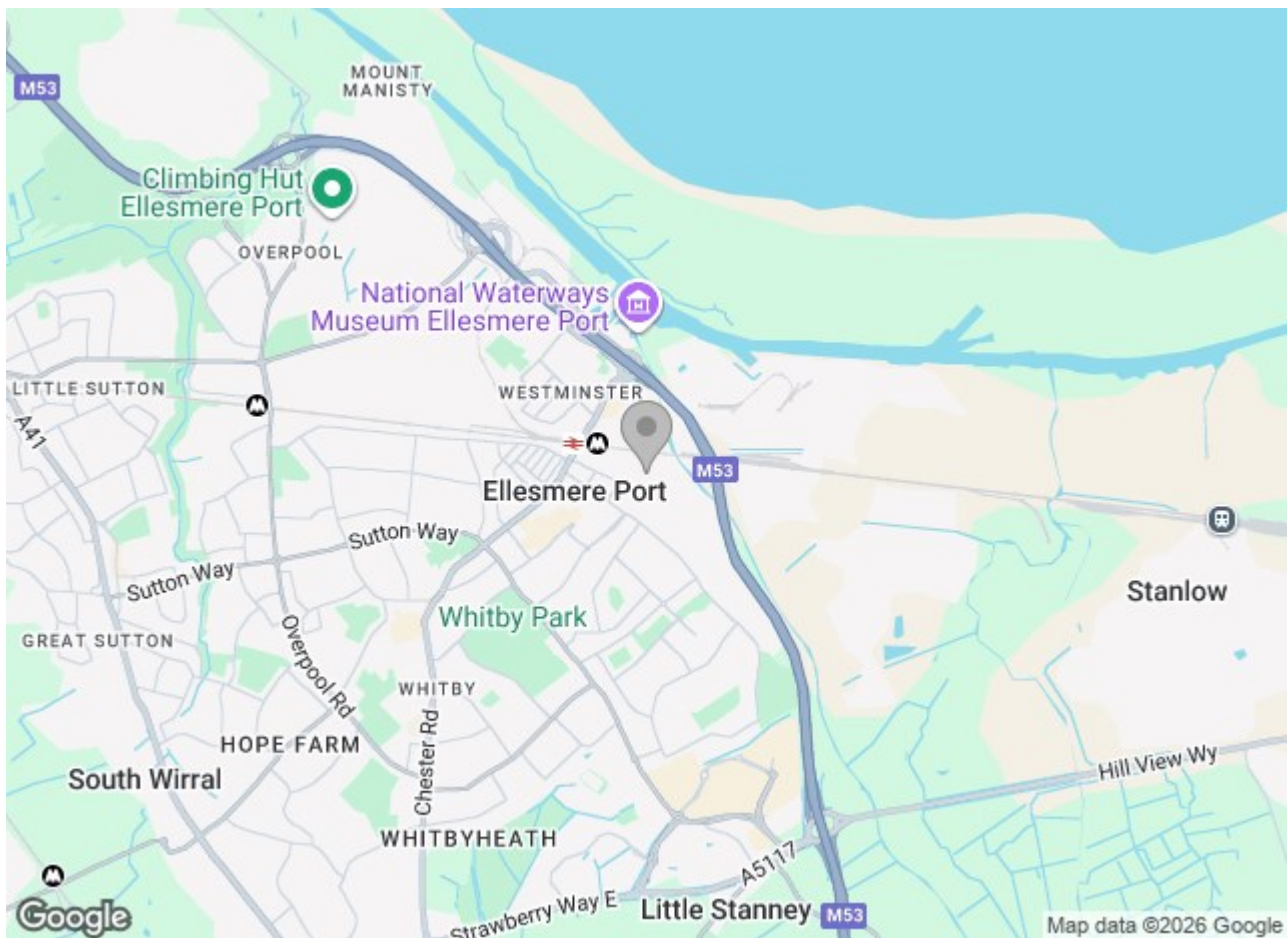 MOUNT
MANISTY
M53
Climbing Hut
Ellesmere Port
OVERPOOL
National Waterways
Museum Ellesmere Port
LITTLE SUTTON
WESTMINSTER
A41
M53
Ellesmere Port
Sutton Way
Sutton Way
Stanlow
Whitby Park
GREAT SUTTON
Overpool Rd
WHITBY
Chester Rd
HOPE FARM
Hill View Wy
South Wirral
WHITBYHEATH
A5117
Strawberry Way E
Little Stanney
M53
Google
Map data ©2026 Google